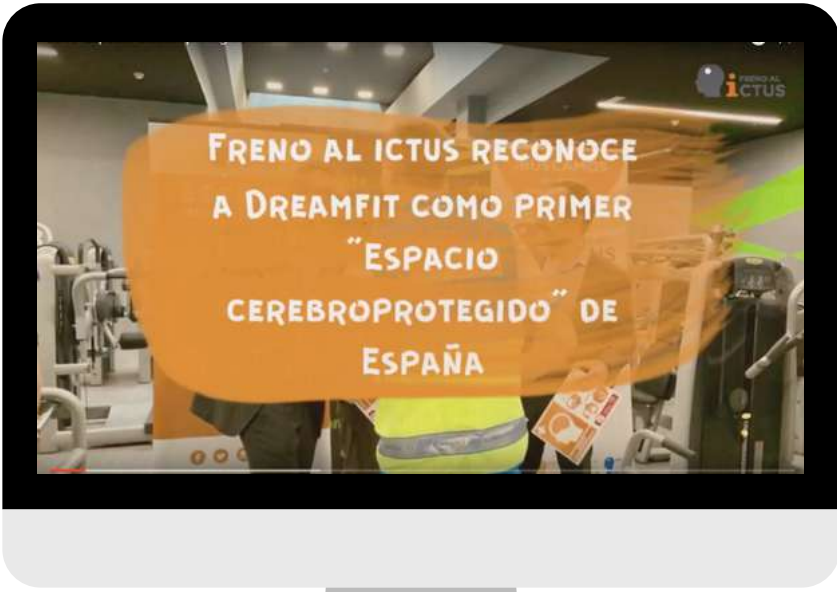 FRENO AL
iCTUS
FRENO AL ICTUS RECONOCE
A DREAMFIT COMO PRIMER
"ESPACIO
CEREBROPROTEGIDO" DE
ESPAÑA